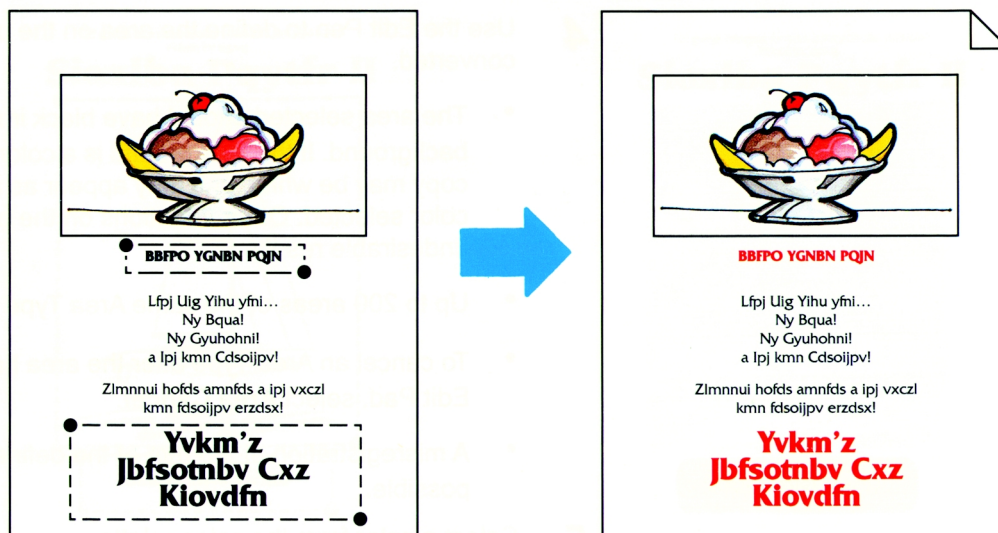 BBFPO YGNBN PQJN
Lfpj Uig Yihu yfni...
Ny Bqua!
Ny Gyuhohni!
a Ipj kmn Cdsoijpv!
Zlmnnui hofds amnfds a ipj vxczl
kmn fdsoijpv erzdsx!
Yvkm’z
Jbfsotnbv Cxz
Kiovdfn
BBFPO YGNBN PQJN
Lfpj Uig Yihu yfni...
Ny Bqua!
Ny Gyuhohni!
a Ipj kmn Cdsoijpv!
Zlmnnui hofds amnfds a ipj vxczl
kmn fdsoijpv erzdsx!
Yvkm’z
Jbfsotnbv Cxz
Kiovdfn